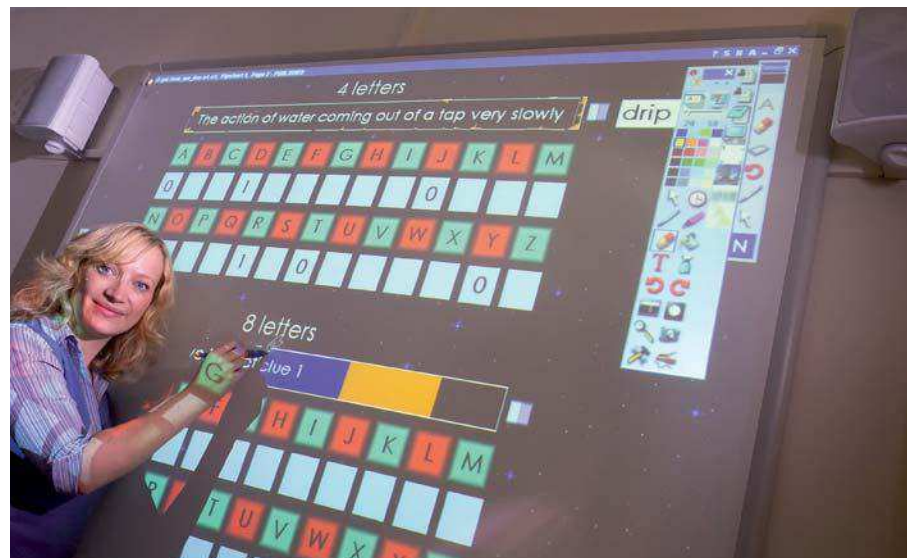 4 letters
The action of water coming out of a tap very slowly
drip
A B C D E F G H I J K L M
0 1 0
N O P Q R S T U V W X Y Z
0 1 0 0
8 letters
clue 1
G
F H I J K L M
T U V W X
A
N
T